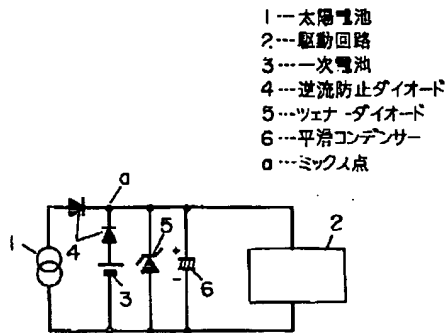 1…太陽電池
2…駆動回路
3…一次電池
4…逆流防止ダイオード
5…ツェナーダイオード
6…平滑コンデンサー
a…ミックス点
a
1
4
3
5
+
-
6
2